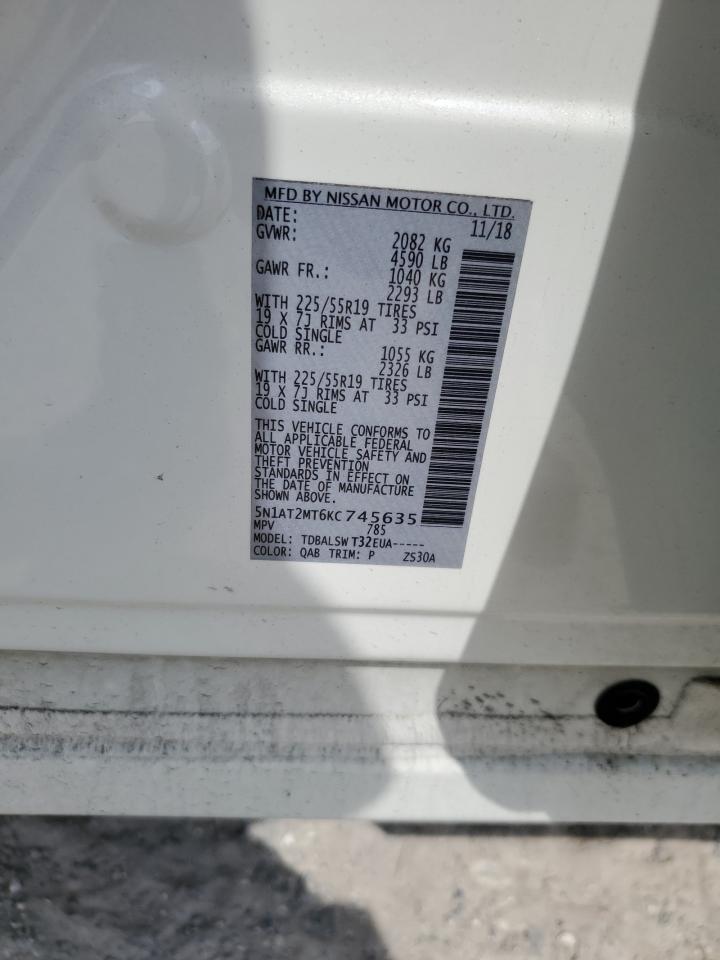 MFD BY NISSAN MOTOR CO., LTD.
DATE: 11/18
GVWR: 2082 KG
4590 LB
GAWR FR.: 1040 KG
2293 LB
WITH 225/55R19 TIRES
19 X 7J RIMS AT 33 PSI
COLD SINGLE
GAWR RR.: 1055 KG
2326 LB
WITH 225/55R19 TIRES
19 X 7J RIMS AT 33 PSI
COLD SINGLE
THIS VEHICLE CONFORMS TO
ALL APPLICABLE FEDERAL
MOTOR VEHICLE SAFETY AND
THEFT PREVENTION
STANDARDS IN EFFECT ON
THE DATE OF MANUFACTURE
SHOWN ABOVE.
5N1AT2MT6KC745635
MPV 785
MODEL: TDBALSW T32EUA-----
COLOR: QAB TRIM: P ZS30A